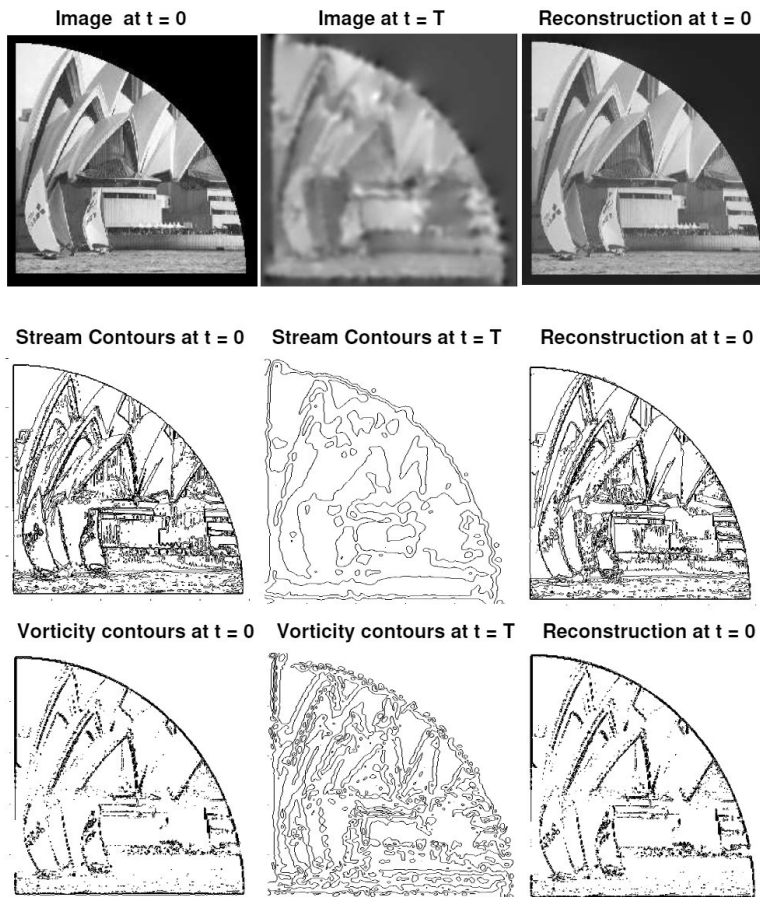 Image at t = 0 Image at t = T Reconstruction at t = 0
Stream Contours at t = 0 Stream Contours at t = T Reconstruction at t = 0
Vorticity contours at t = 0 Vorticity contours at t = T Reconstruction at t = 0